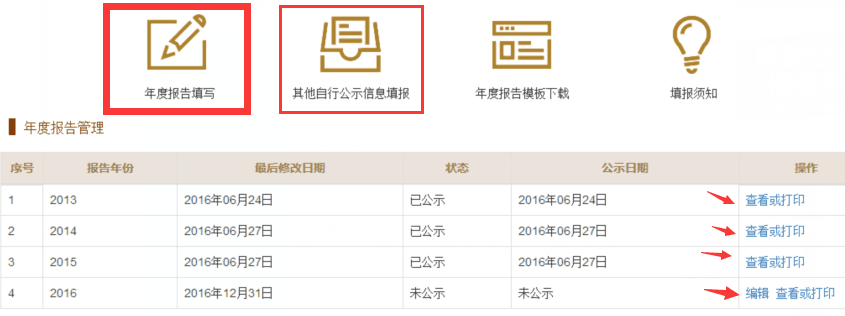 年度报告填写 其他自行公示信息填报 年度报告模板下载 填报须知
年度报告管理
序号 报告年份 最后修改日期 状态 公示日期 操作
1 2013 2016年06月24日 已公示 2016年06月24日 查看或打印
2 2014 2016年06月27日 已公示 2016年06月27日 查看或打印
3 2015 2016年06月27日 已公示 2016年06月27日 查看或打印
4 2016 2016年12月31日 未公示 未公示 编辑 查看或打印